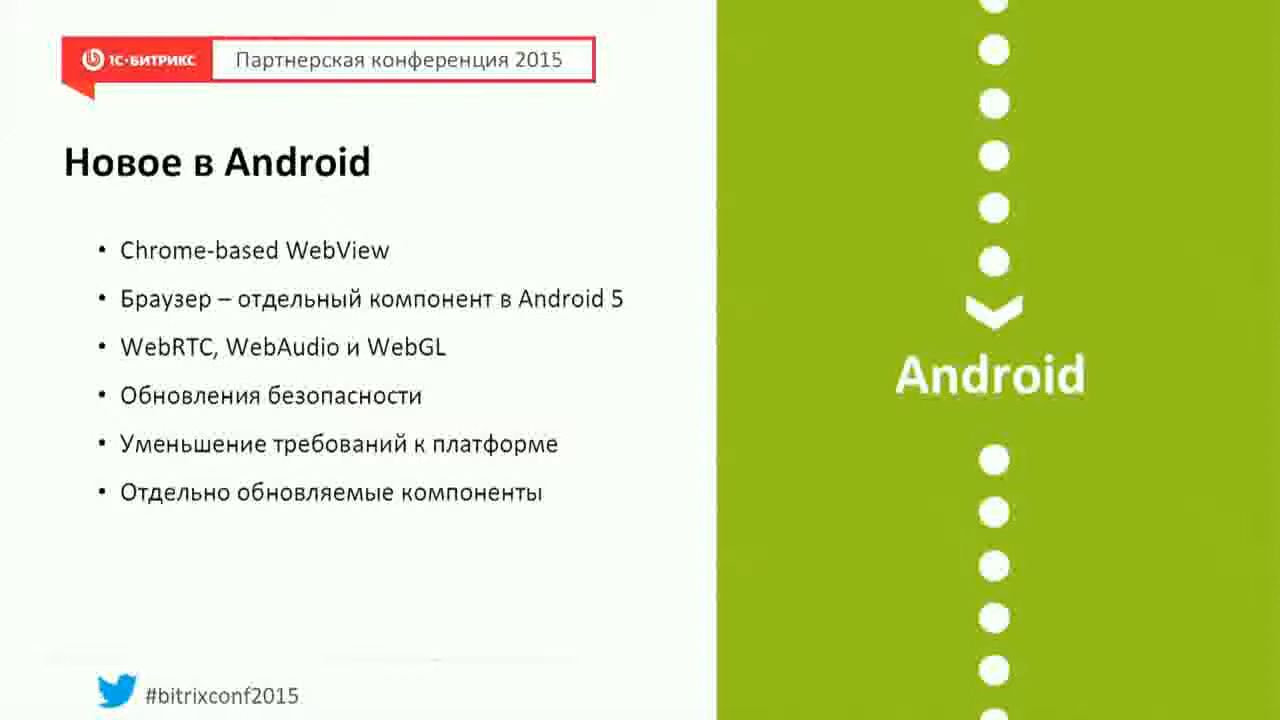 1С·БИТРИКС Партнерская конференция 2015
Новое в Android
• Chrome-based WebView
• Браузер – отдельный компонент в Android 5
• WebRTC, WebAudio и WebGL
• Обновления безопасности
• Уменьшение требований к платформе
• Отдельно обновляемые компоненты
Android
#bitrixconf2015